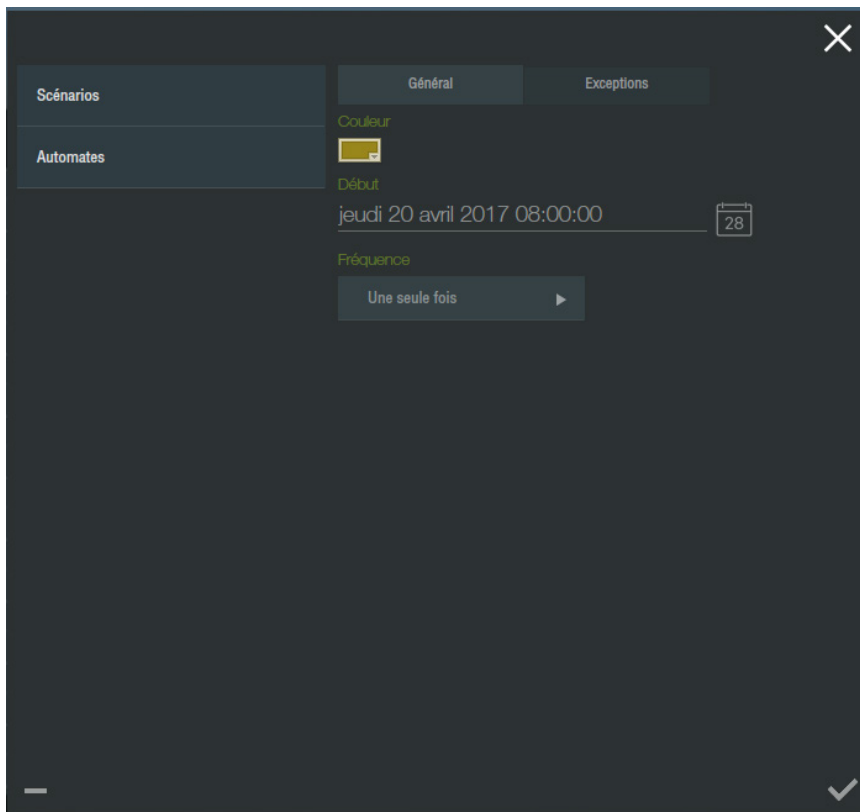 Scénarios
Automates
Général
Exceptions
Couleur
Début
jeudi 20 avril 2017 08:00:00
28
Fréquence
Une seule fois